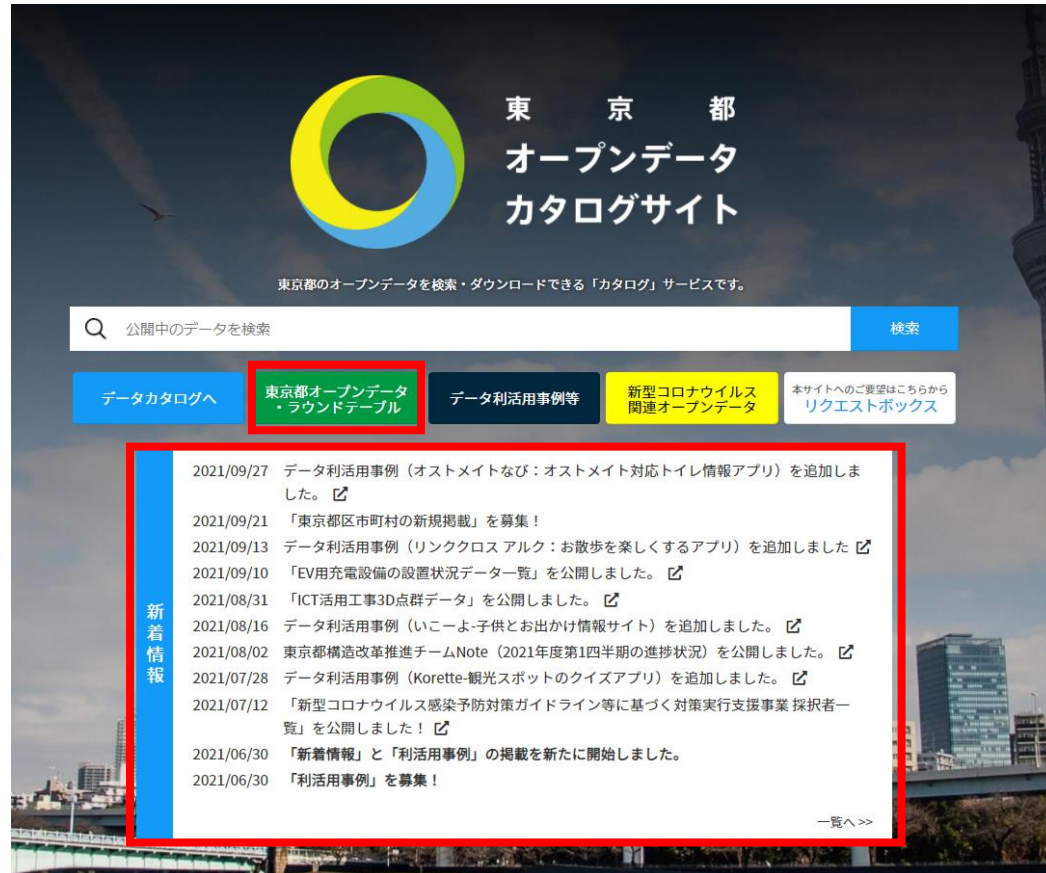 東京都
オープンデータ
カタログサイト
東京都のオープンデータを検索・ダウンロードできる「カタログ」サービスです。
公開中のデータを検索
検索
データカタログへ
東京都オープンデータ
・ラウンドテーブル
データ利活用事例等
新型コロナウイルス
関連オープンデータ
本サイトへのご要望はこちらから
リクエストボックス
新着情報
2021/09/27 データ利活用事例（オストメイトなび：オストメイト対応トイレ情報アプリ）を追加しま
した。
2021/09/21 「東京都区市町村の新規掲載」を募集！
2021/09/13 データ利活用事例（リンククロス アルク：お散歩を楽しくするアプリ）を追加しました
2021/09/10 「EV用充電設備の設置状況データ一覧」を公開しました。
2021/08/31 「ICT活用工事3D点群データ」を公開しました。
2021/08/16 データ利活用事例（いこーよ-子供とお出かけ情報サイト）を追加しました。
2021/08/02 東京都構造改革推進チームNote（2021年度第1四半期の進捗状況）を公開しました。
2021/07/28 データ利活用事例（Korette-観光スポットのクイズアプリ）を追加しました。
2021/07/12 「新型コロナウイルス感染予防対策ガイドライン等に基づく対策実行支援事業 採択者一
覧」を公開しました！
2021/06/30 「新着情報」と「利活用事例」の掲載を新たに開始しました。
2021/06/30 「利活用事例」を募集！
一覧へ >>